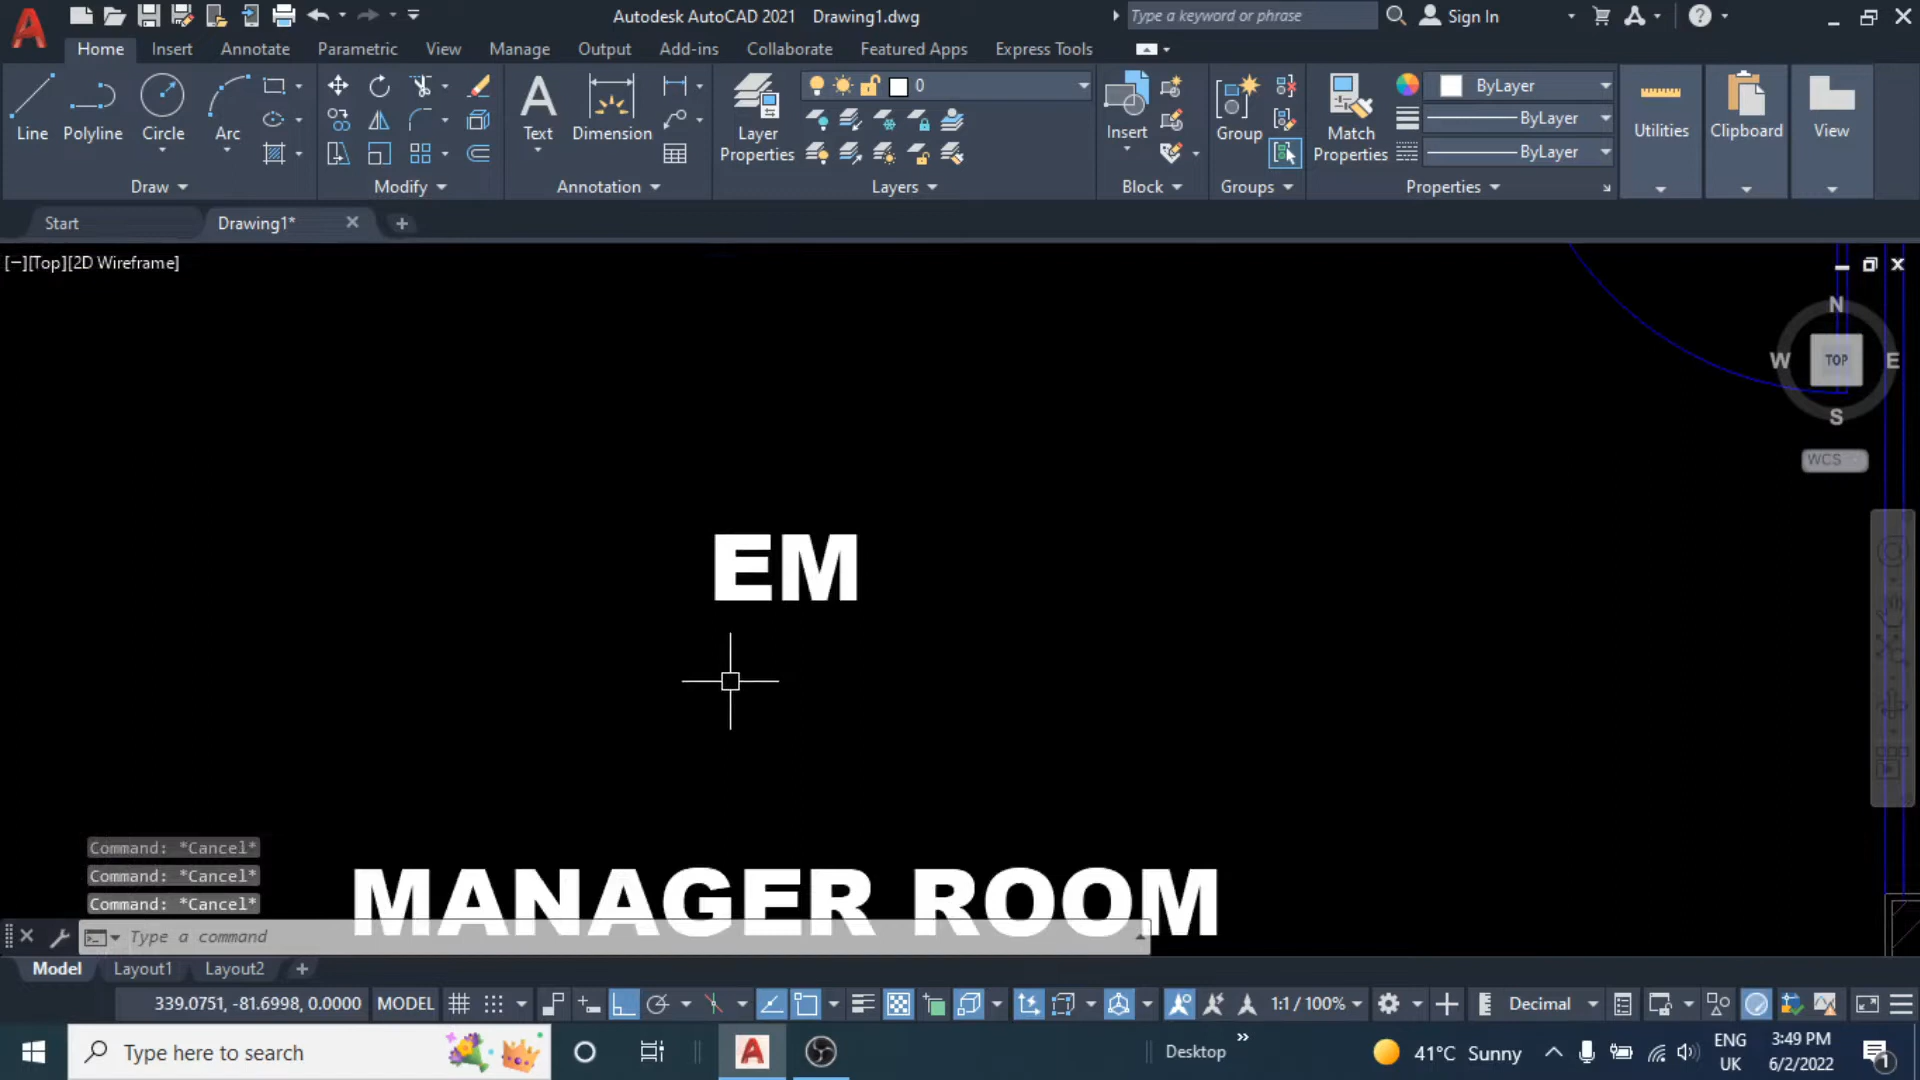 Autodesk AutoCAD 2021 Drawing1.dwg
Type a keyword or phrase
Sign In
Home Insert Annotate Parametric View Manage Output Add-ins Collaborate Featured Apps Express Tools
0
ByLayer
ByLayer
ByLayer
Line Polyline Circle Arc
Text Dimension
Layer Properties
Insert
Group
Match Properties
Utilities
Clipboard
View
Draw Modify Annotation Layers Block Groups Properties
Start Drawing1*
[−][Top][2D Wireframe]
N
W TOP E
S
WCS
EM
Command: *Cancel*
Command: *Cancel*
Command: *Cancel*
MANAGER ROOM
Type a command
Model Layout1 Layout2
339.0751, -81.6998, 0.0000 MODEL 1:1 / 100% Decimal
Type here to search
Desktop
41°C Sunny
ENG
UK
3:49 PM
6/2/2022
1